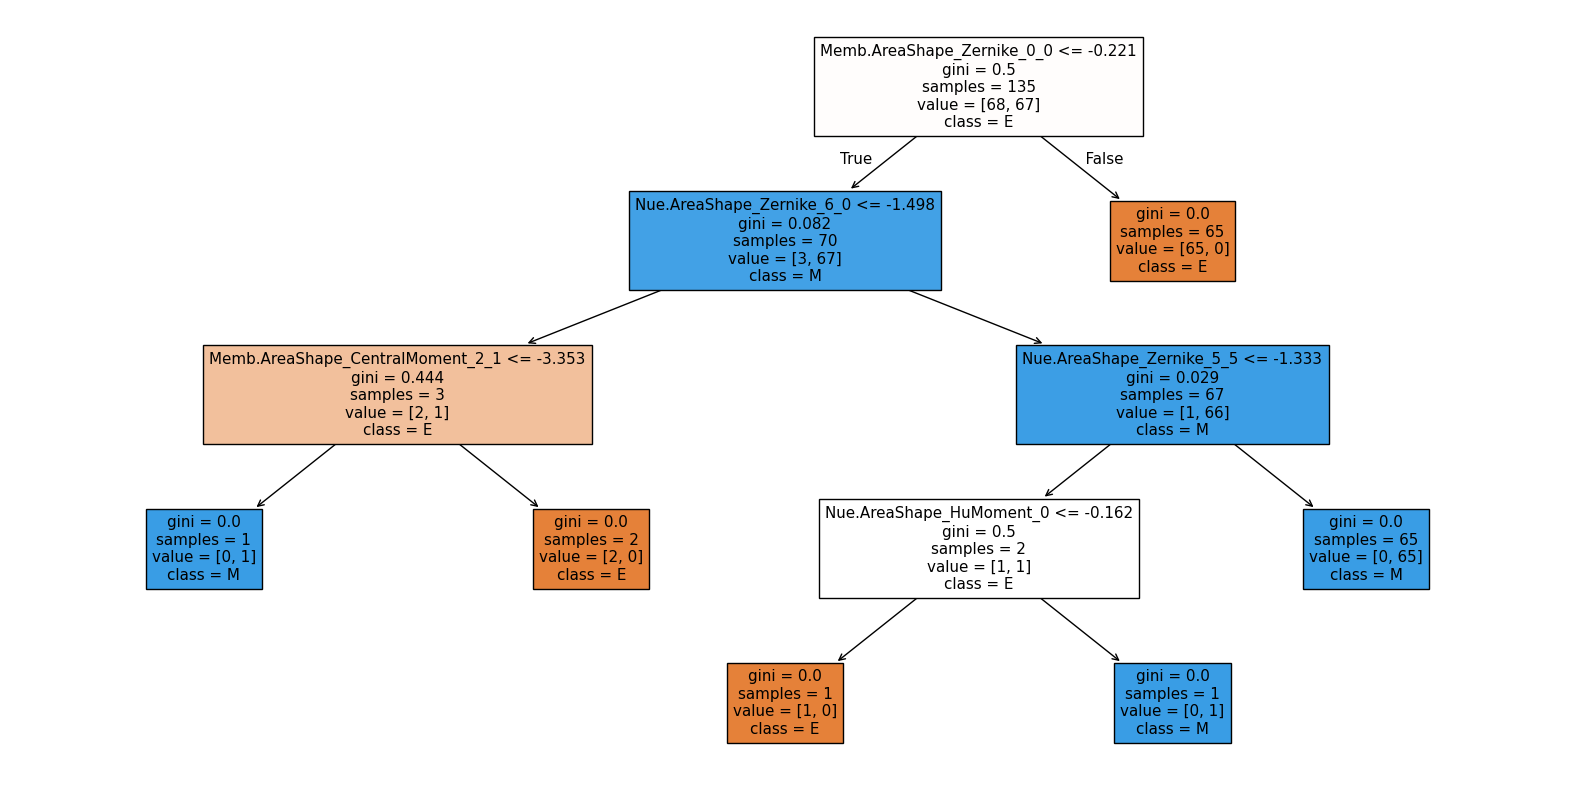 Memb.AreaShape_Zernike_0_0 <= -0.221
gini = 0.5
samples = 135
value = [68, 67]
class = E
True
False
Nue.AreaShape_Zernike_6_0 <= -1.498
gini = 0.082
samples = 70
value = [3, 67]
class = M
gini = 0.0
samples = 65
value = [65, 0]
class = E
Memb.AreaShape_CentralMoment_2_1 <= -3.353
gini = 0.444
samples = 3
value = [2, 1]
class = E
Nue.AreaShape_Zernike_5_5 <= -1.333
gini = 0.029
samples = 67
value = [1, 66]
class = M
gini = 0.0
samples = 1
value = [0, 1]
class = M
gini = 0.0
samples = 2
value = [2, 0]
class = E
Nue.AreaShape_HuMoment_0 <= -0.162
gini = 0.5
samples = 2
value = [1, 1]
class = E
gini = 0.0
samples = 65
value = [0, 65]
class = M
gini = 0.0
samples = 1
value = [1, 0]
class = E
gini = 0.0
samples = 1
value = [0, 1]
class = M